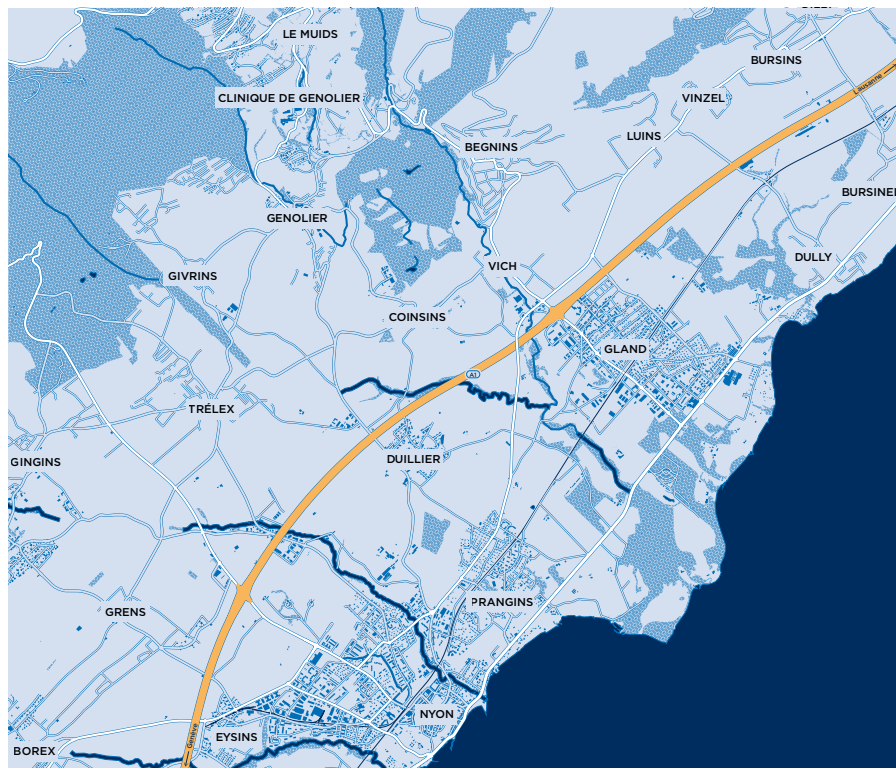 LE MUIDS
BURSINS
Lausanne
CLINIQUE DE GENOLIER
VINZEL
LUINS
BEGNINS
BURSINEL
GENOLIER
DULLY
VICH
GIVRINS
COINSINS
GLAND
A1
TRÉLEX
GINGINS
DUILLIER
PRANGINS
GRENS
NYON
EYSINS
Genève
BOREX